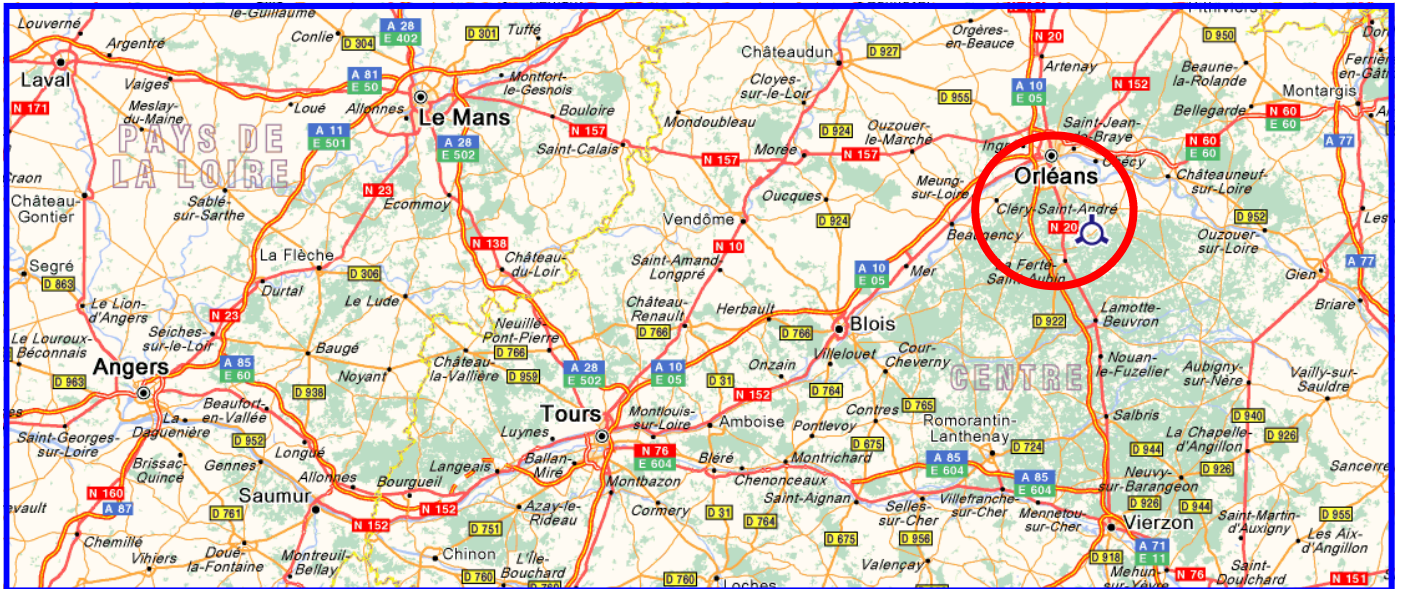 Louverné
le-Guillaume
Argentré
Conlie
D 304
A 28
E 402
D 301
Tuffé
Laval
Vaiges
A 81
E 50
Montfort-
le-Gesnois
Châteaudun
D 927
Orgères-
en-Beauce
N 20
D 950
Artenay
Beaune-
la-Rolande
Ferrièr
en-Gât
Montargis
N 171
Meslay-
du-Maine
Loué
Allonnes
Le Mans
Bouloire
Cloyes-
sur-le-Loir
D 955
A 10
E 05
N 152
Bellegarde
N 60
E 60
A 77
PAYS DE
LA LOIRE
A 11
E 501
A 28
E 502
N 157
Saint-Calais
Mondoubleau
D 924
Ouzouer-
le-Marché
Saint-Jean-
de-Braye
N 60
E 60
N 157
Morée
N 157
Chécy
Orléans
Châteauneuf-
sur-Loire
Craon
Château-
Gontier
Sablé-
sur-Sarthe
N 23
Ecommoy
Oucques
Meung-
sur-Loire
Cléry-Saint-André
D 952
Les
Vendôme
D 924
Beaugency
N 20
Ouzouer-
sur-Loire
Segré
D 863
La Flèche
D 306
N 138
Château-
du-Loir
N 10
Saint-Amand-
Longpré
A 10
E 05
Mer
La Ferté-
Saint-Aubin
Gien
A 77
Briare
Durtal
Le Lude
Le Lion-
d'Angers
N 23
Seiches-
sur-le-Loir
Château-
Renault
D 766
Herbault
D 766
Blois
D 922
Lamotte-
Beuvron
Le Louroux-
Béconnais
Baugé
Neuillé-
Pont-Pierre
D 766
Angers
A 85
E 60
Noyant
Château-
la-Vallière
D 959
A 28
E 502
A 10
E 05
Onzain
Villelouet
Cour-
Cheverny
CENTRE
Nouan-
le-Fuzelier
Aubigny-
sur-Nère
Vailly-sur-
Sauldre
D 963
D 938
D 31
D 764
N 152
Beaufort-
en-Vallée
La
Daguenière
Tours
Montlouis-
sur-Loire
Amboise
Pontlevoy
Contres
D 765
Romorantin-
Lanthenay
Salbris
D 940
Saint-Georges-
sur-Loire
D 952
Longué
Luynes
D 675
D 724
D 944
La Chapelle-
d'Angillon
D 926
Brissac-
Quincé
Gennes
Allonnes
Bourgueil
Langeais
Ballan-
Miré
N 76
E 604
Bléré
Montrichard
A 85
E 604
A 85
E 604
Neuvy-
sur-Barangeon
D 926
Sancerre
N 160
A 87
Saumur
Montbazon
Chenonceaux
Saint-Aignan
Selles-
sur-Cher
Villefranche-
sur-Cher
Mennetou-
sur-Cher
D 926
D 944
D 761
N 152
N 152
Azay-le-
Rideau
Cormery
D 31
D 764
Vierzon
Saint-Martin-
d'Auxigny
D 955
Chemillé
Vihiers
Doué-
la-Fontaine
Montreuil-
Bellay
D 751
Chinon
D 675
D 956
Les Aix-
d'Angillon
D 760
L'Île-
Bouchard
D 760
D 760
Loches
Valençay
D 918
A 71
E 11
Mehun-
sur-Yèvre
N 76
Saint-
Doulchard
N 151